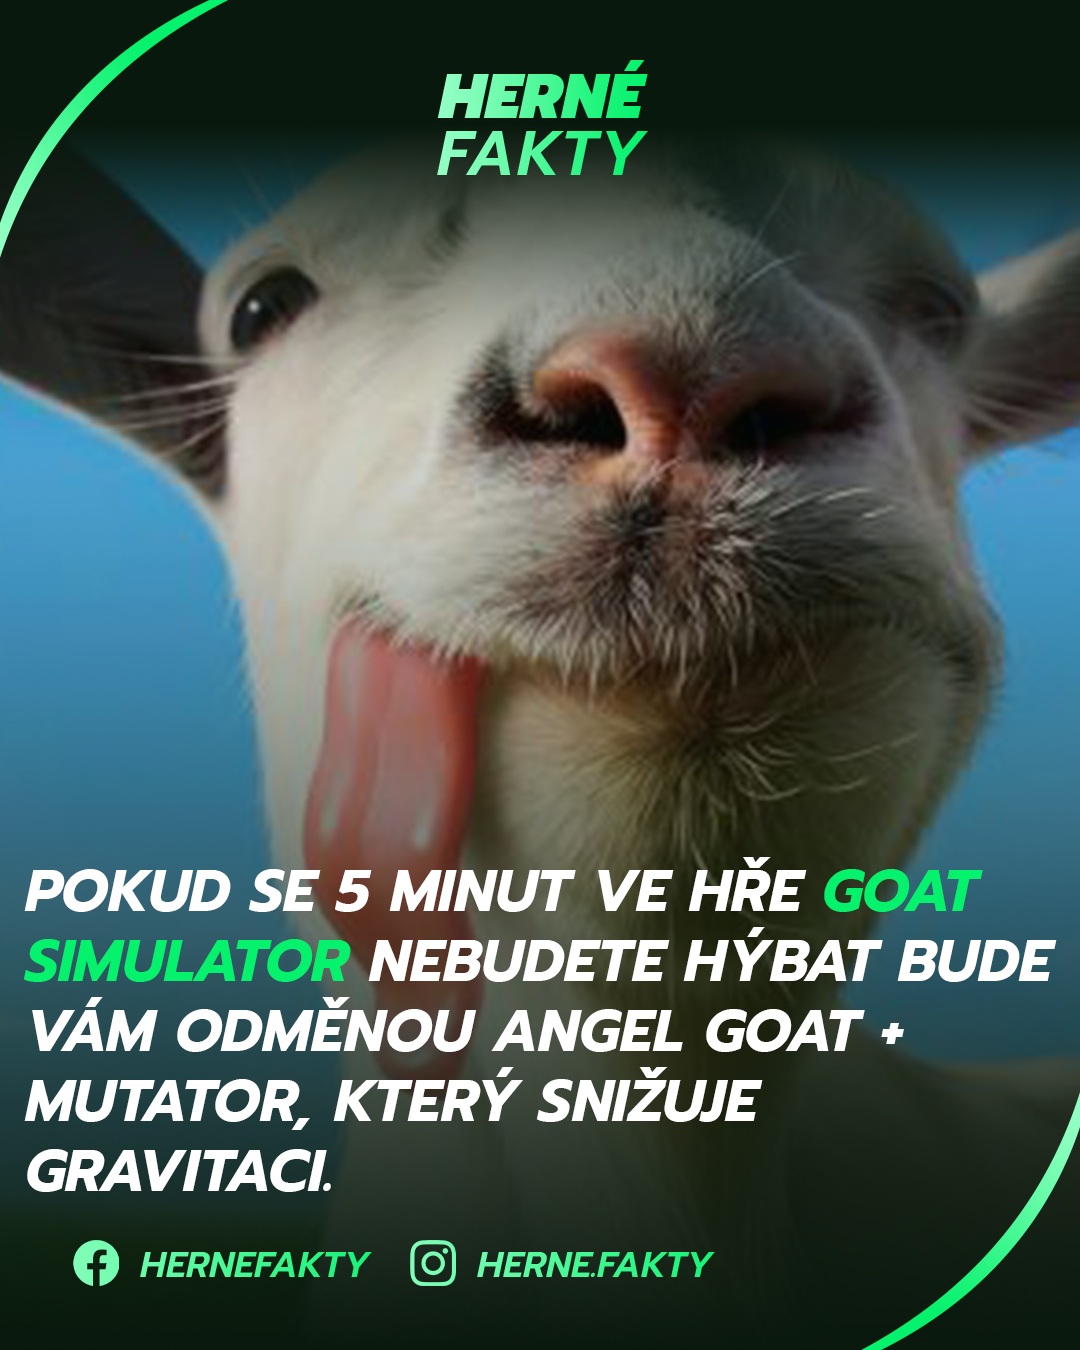 HERNÉ
FAKTY
POKUD SE 5 MINUT VE HŘE GOAT
SIMULATOR NEBUDETE HÝBAT BUDE
VÁM ODMĚNOU ANGEL GOAT +
MUTATOR, KTERÝ SNIŽUJE
GRAVITACI.
HERNEFAKTY HERNE.FAKTY